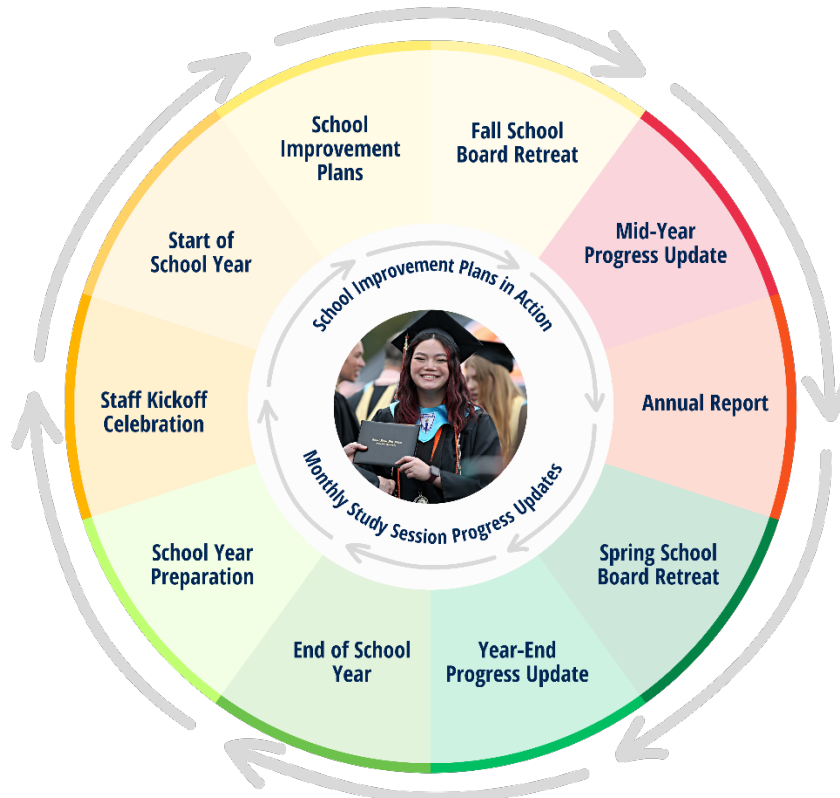 School
Improvement
Plans
Fall School
Board Retreat
Mid-Year
Progress Update
Annual Report
Spring School
Board Retreat
Year-End
Progress Update
End of School
Year
School Year
Preparation
Staff Kickoff
Celebration
Start of
School Year
School Improvement Plans in Action
Monthly Study Session Progress Updates